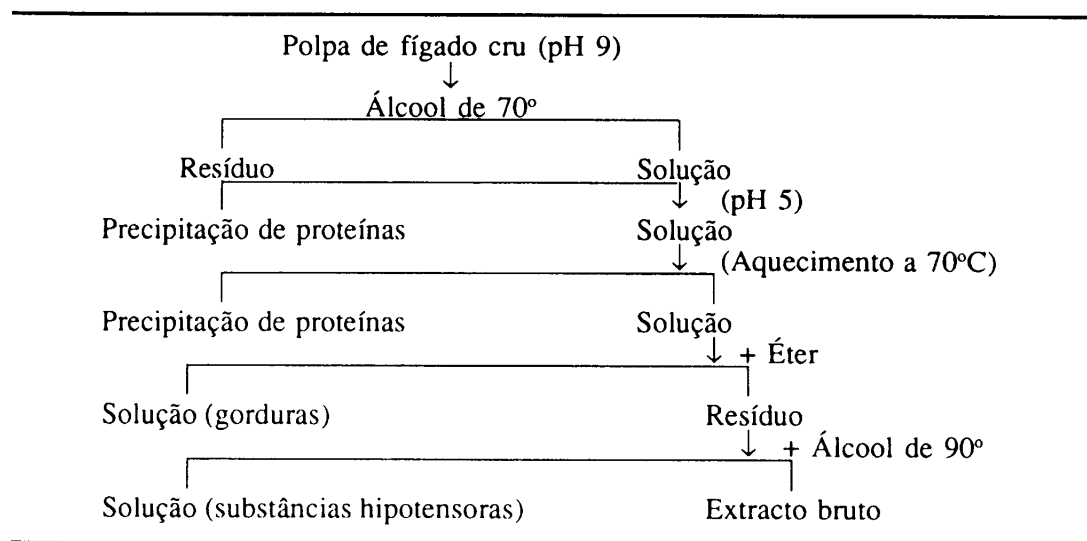 Polpa de fígado cru (pH 9)
↓
Álcool de 70º
Resíduo Solução
↓ (pH 5)
Precipitação de proteínas Solução
↓ (Aquecimento a 70ºC)
Precipitação de proteínas Solução
↓ + Éter
Solução (gorduras) Resíduo
↓ + Álcool de 90º
Solução (substâncias hipotensoras) Extracto bruto